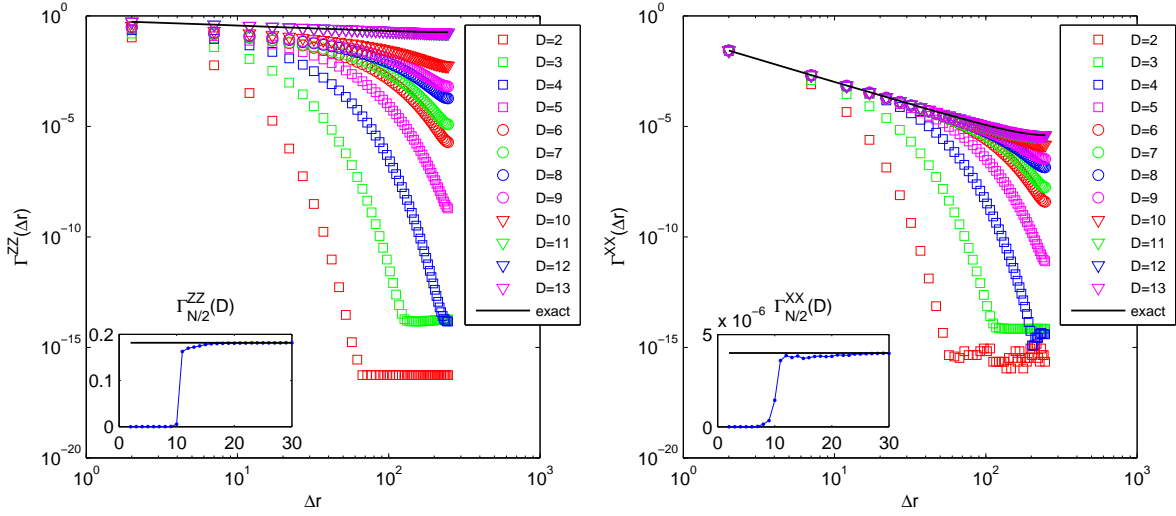 10^0
10^-5
10^-10
10^-15
10^-20
Γ^ZZ(Δr)
10^0
10^1
10^2
10^3
Δr
D=2
D=3
D=4
D=5
D=6
D=7
D=8
D=9
D=10
D=11
D=12
D=13
exact
Γ^ZZ_N/2(D)
0.2
0.1
0
0
10
20
30
10^0
10^-5
10^-10
10^-15
10^-20
Γ^XX(Δr)
10^0
10^1
10^2
10^3
Δr
D=2
D=3
D=4
D=5
D=6
D=7
D=8
D=9
D=10
D=11
D=12
D=13
exact
x 10^-6
Γ^XX_N/2(D)
5
0
0
10
20
30